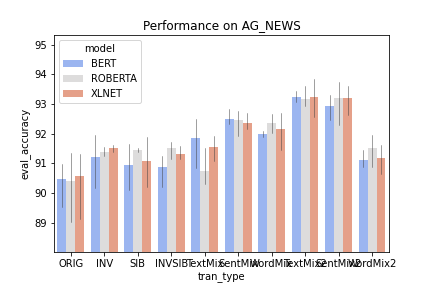 Performance on AG_NEWS
95
94
93
92
91
90
89
eval_accuracy
model
BERT
ROBERTA
XLNET
ORIG INV SIB INVSIB TextMix SentMix WordMix TextMix2 SentMix2 WordMix2
tran_type